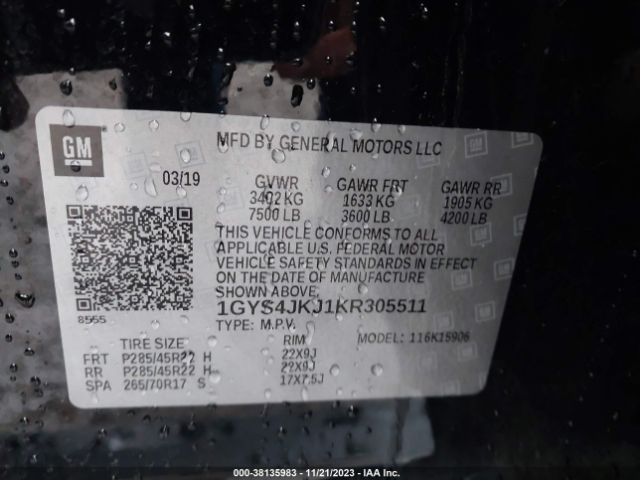 GM
MFD BY GENERAL MOTORS LLC
03/19
GVWR GAWR FRT GAWR RR
3402 KG 1633 KG 1905 KG
7500 LB 3600 LB 4200 LB
THIS VEHICLE CONFORMS TO ALL
APPLICABLE U.S. FEDERAL MOTOR
VEHICLE SAFETY STANDARDS IN EFFECT
ON THE DATE OF MANUFACTURE
SHOWN ABOVE.
1GYS4JKJ1KR305511
8555
TYPE: M.P.V.
MODEL: 116K15906
TIRE SIZE RIM
FRT P285/45R22 H 22X9J
RR P285/45R22 H 22X9J
SPA 265/70R17 S 17X7.5J
000-38135983 — 11/21/2023 — IAA Inc.